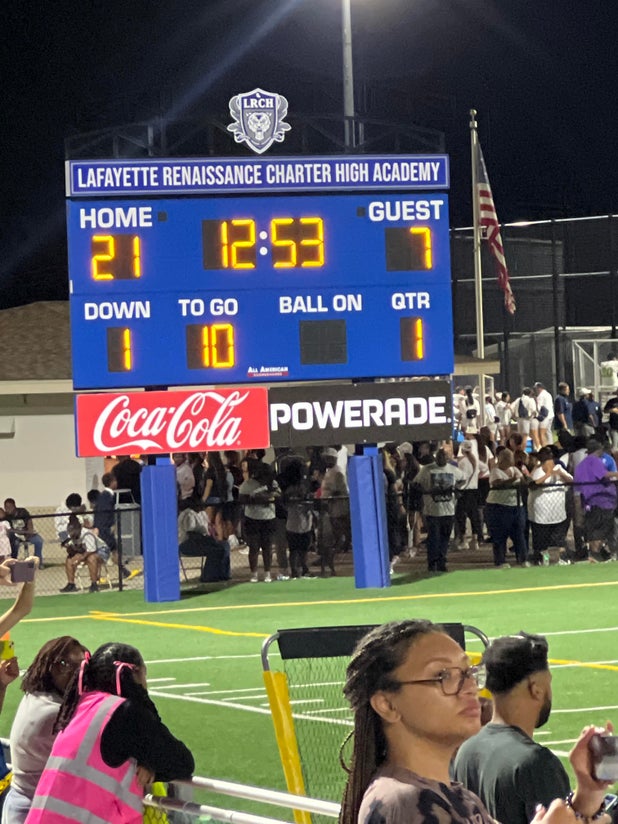 LRCH
LAFAYETTE RENAISSANCE CHARTER HIGH ACADEMY
HOME 12:53 GUEST
21 7
DOWN TO GO BALL ON QTR
1 10 1
ALL AMERICAN
Coca-Cola POWERADE